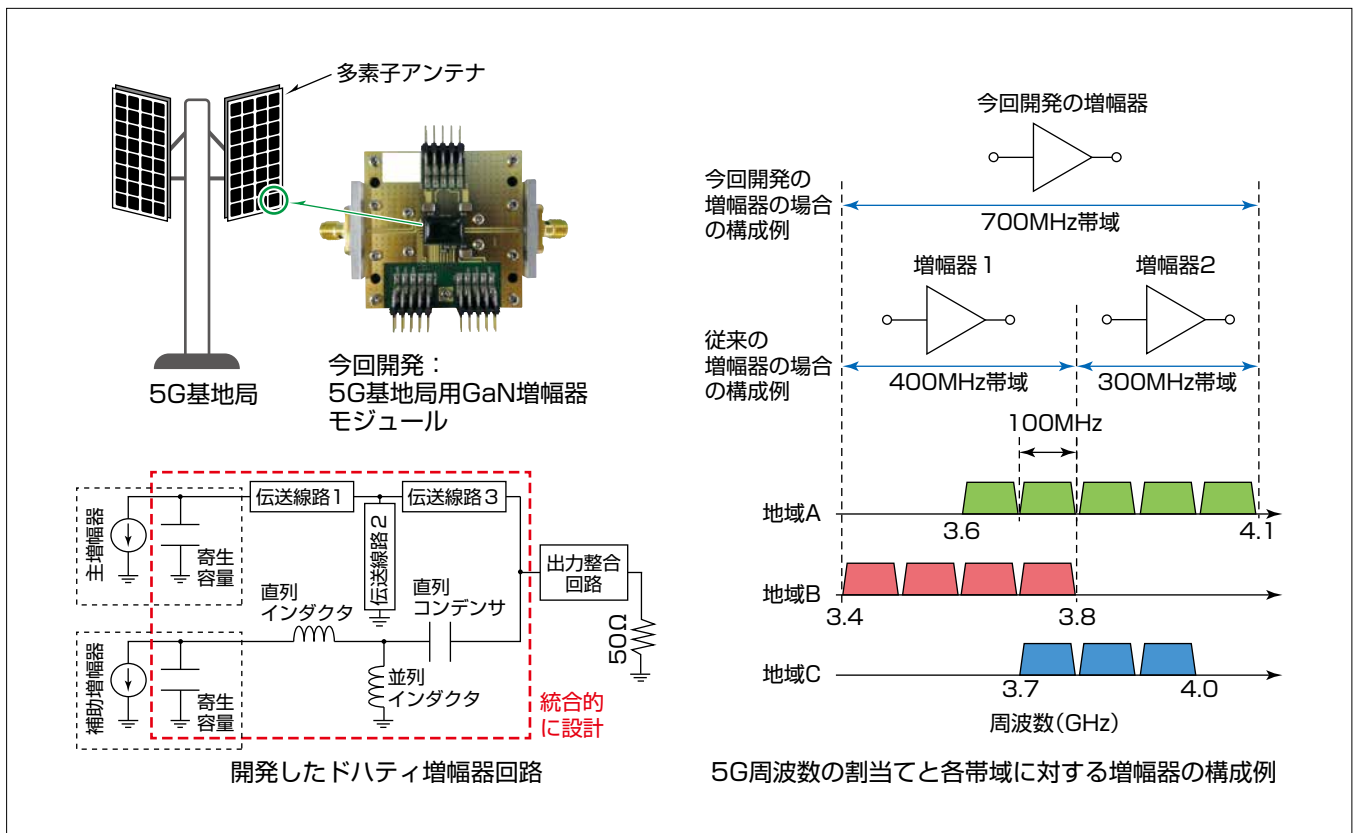 多素子アンテナ
5G基地局
今回開発：
5G基地局用GaN増幅器
モジュール
主増幅器
寄生
容量
伝送線路1
伝送線路2
伝送線路3
補助増幅器
寄生
容量
直列
インダクタ
直列
コンデンサ
並列
インダクタ
出力整合
回路
50Ω
統合的
に設計
開発したドハティ増幅器回路
今回開発の増幅器
今回開発の
増幅器の場合
の構成例
700MHz帯域
増幅器1
増幅器2
従来の
増幅器の場合
の構成例
400MHz帯域
300MHz帯域
100MHz
地域A
3.6
4.1
地域B
3.4
3.8
地域C
3.7
4.0
周波数(GHz)
5G周波数の割当てと各帯域に対する増幅器の構成例